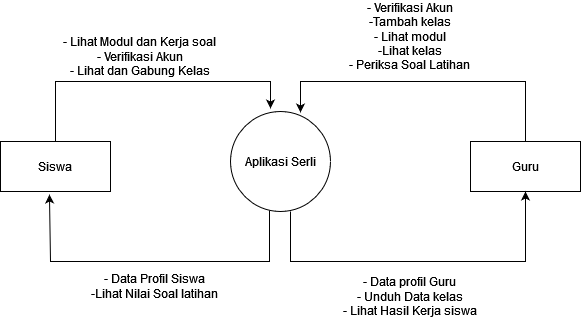 - Verifikasi Akun
-Tambah kelas
- Lihat modul
-Lihat kelas
- Periksa Soal Latihan
- Lihat Modul dan Kerja soal
- Verifikasi Akun
- Lihat dan Gabung Kelas
Siswa
Aplikasi Serli
Guru
- Data Profil Siswa
-Lihat Nilai Soal latihan
- Data profil Guru
- Unduh Data kelas
- Lihat Hasil Kerja siswa